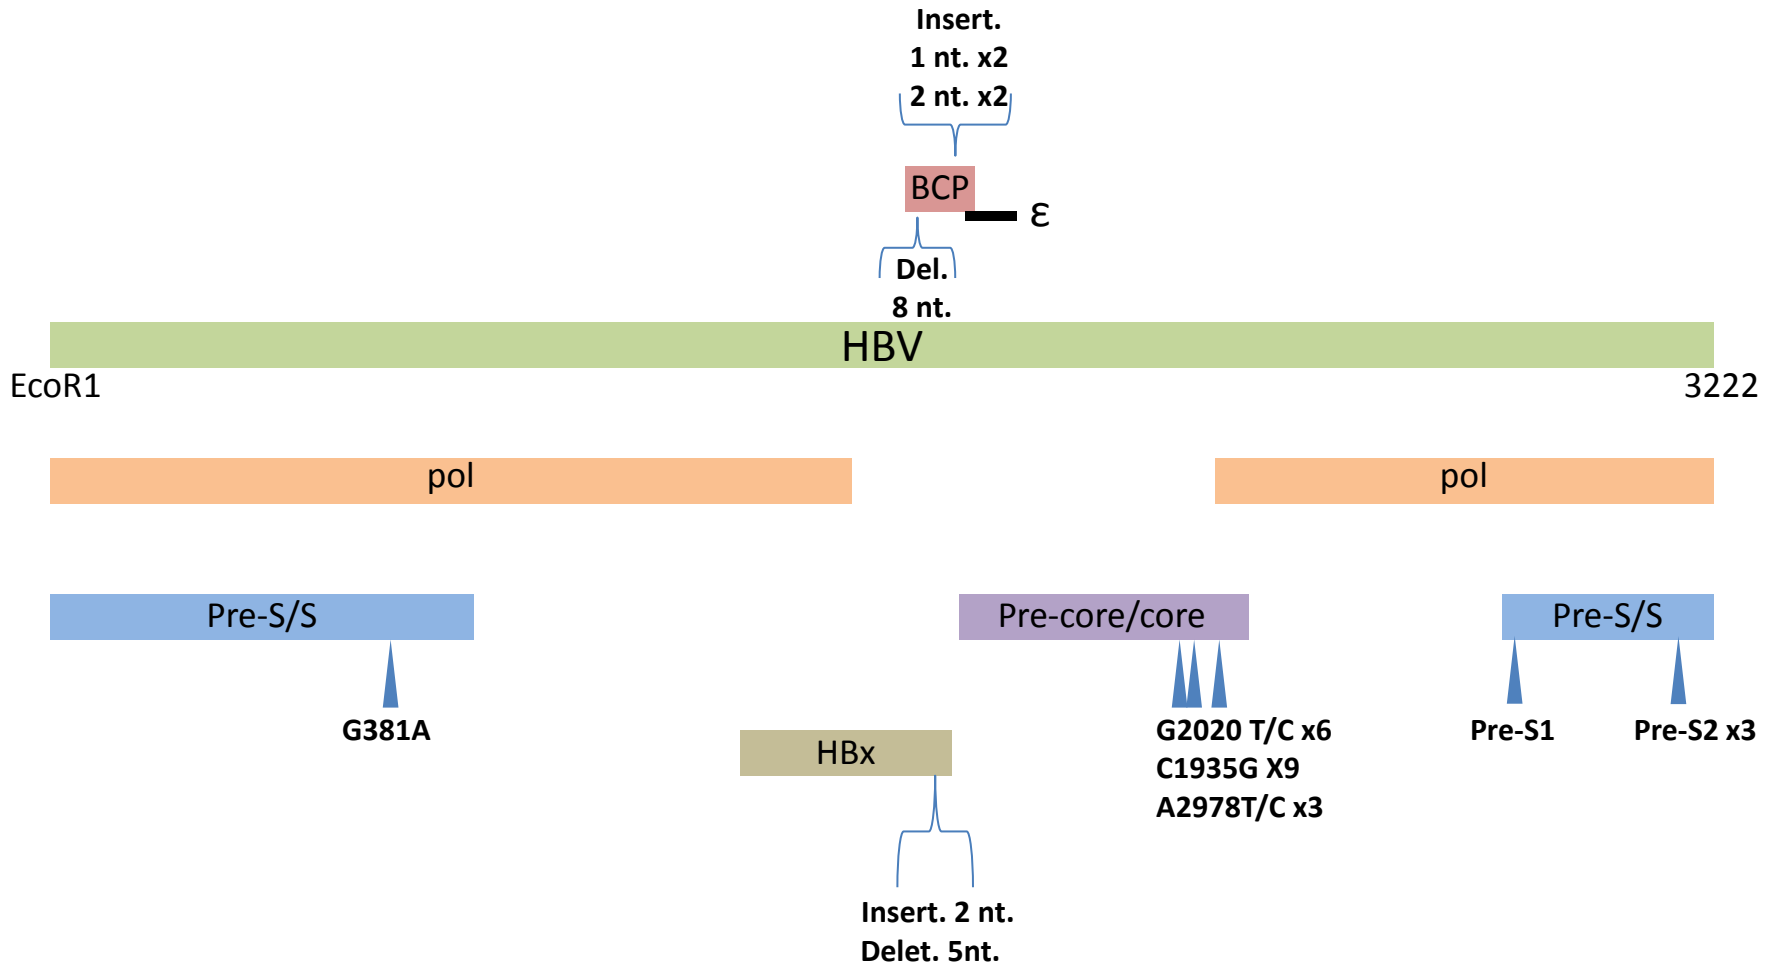 Insert.
1 nt. x2
2 nt. x2
BCP
ε
Del.
8 nt.
HBV
EcoR1
3222
pol
pol
Pre-S/S
Pre-core/core
Pre-S/S
G381A
G2020 T/C x6
C1935G X9
A2978T/C x3
Pre-S1
Pre-S2 x3
HBx
Insert. 2 nt.
Delet. 5nt.